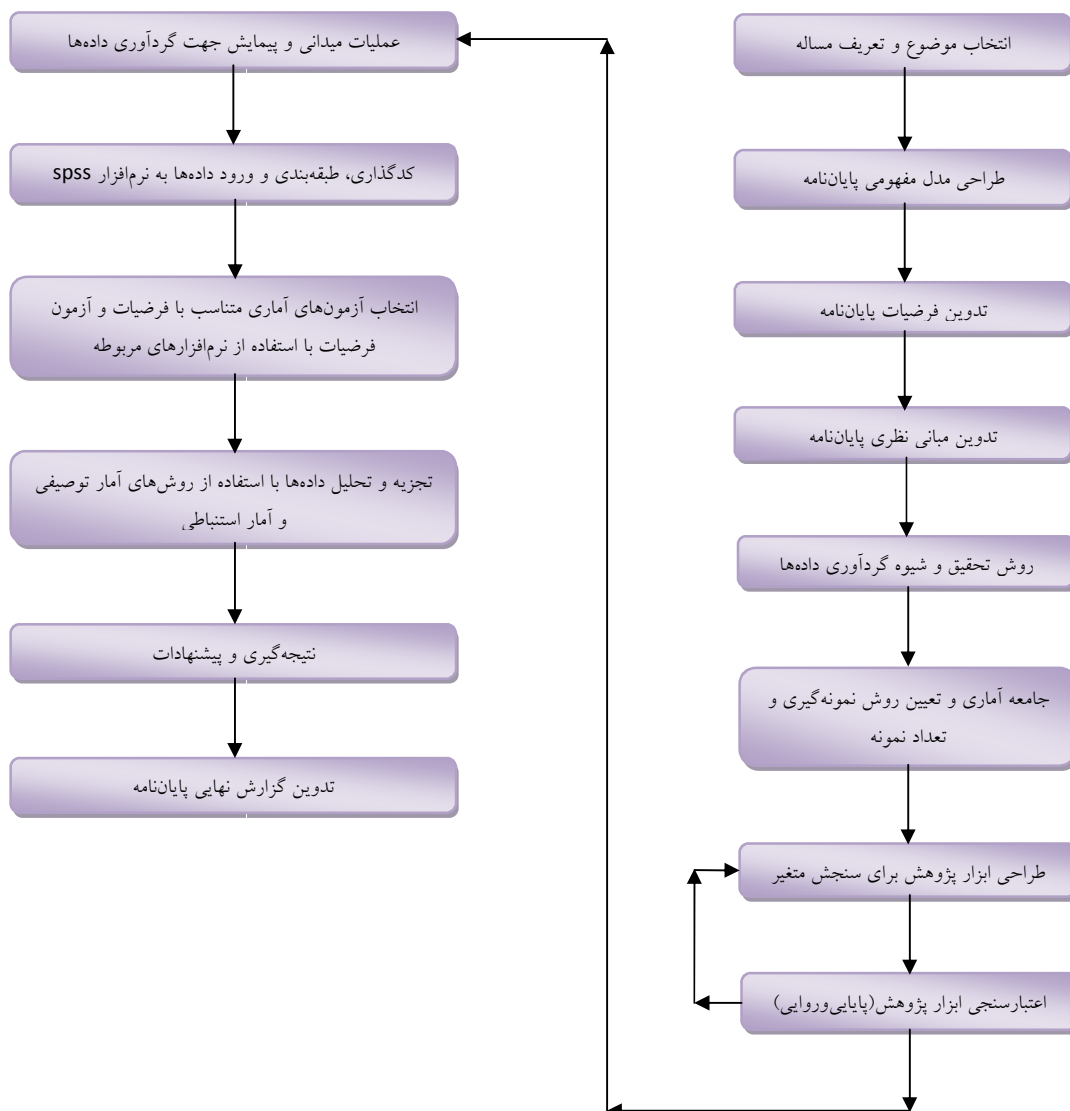 انتخاب موضوع و تعریف مساله
طراحی مدل مفهومی پایان‌نامه
تدوین فرضیات پایان‌نامه
تدوین مبانی نظری پایان‌نامه
روش تحقیق و شیوه گردآوری داده‌ها
جامعه آماری و تعیین روش نمونه‌گیری و
تعداد نمونه
طراحی ابزار پژوهش برای سنجش متغیر
اعتبارسنجی ابزار پژوهش(پایایی‌وروایی)
عملیات میدانی و پیمایش جهت گردآوری داده‌ها
کدگذاری، طبقه‌بندی و ورود داده‌ها به نرم‌افزار spss
انتخاب آزمون‌های آماری متناسب با فرضیات و آزمون
فرضیات با استفاده از نرم‌افزارهای مربوطه
تجزیه و تحلیل داده‌ها با استفاده از روش‌های آمار توصیفی
و آمار استنباطی
نتیجه‌گیری و پیشنهادات
تدوین گزارش نهایی پایان‌نامه